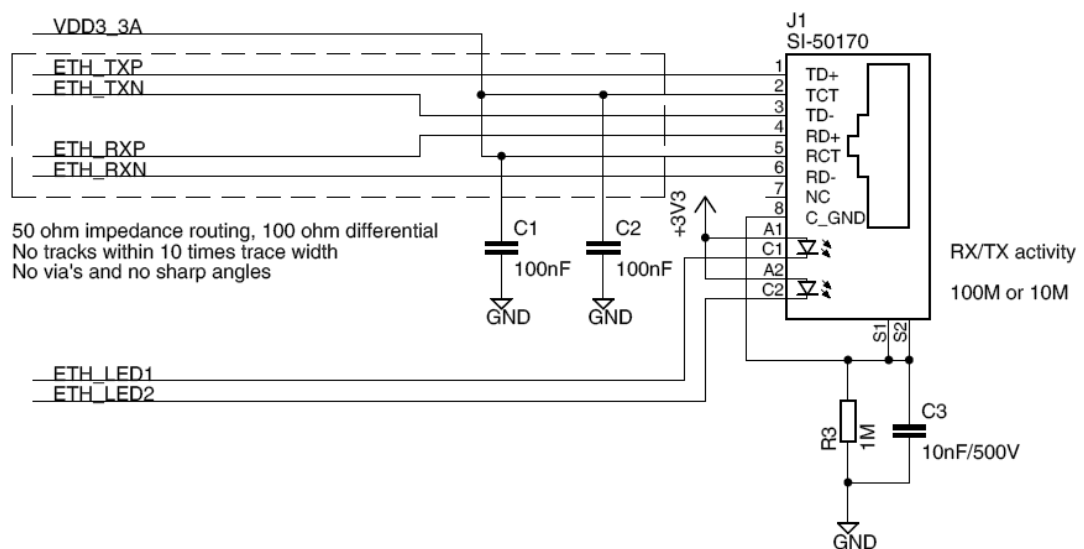 J1
SI-50170
VDD3_3A
ETH_TXP
ETH_TXN
ETH_RXP
ETH_RXN
1 TD+
2 TCT
3 TD-
4 RD+
5 RCT
6 RD-
7 NC
8 C_GND
A1
C1
A2
C2
+3V3
50 ohm impedance routing, 100 ohm differential
No tracks within 10 times trace width
No via's and no sharp angles
C1
100nF
GND
C2
100nF
GND
RX/TX activity
100M or 10M
S1
S2
ETH_LED1
ETH_LED2
R3
1M
C3
10nF/500V
GND